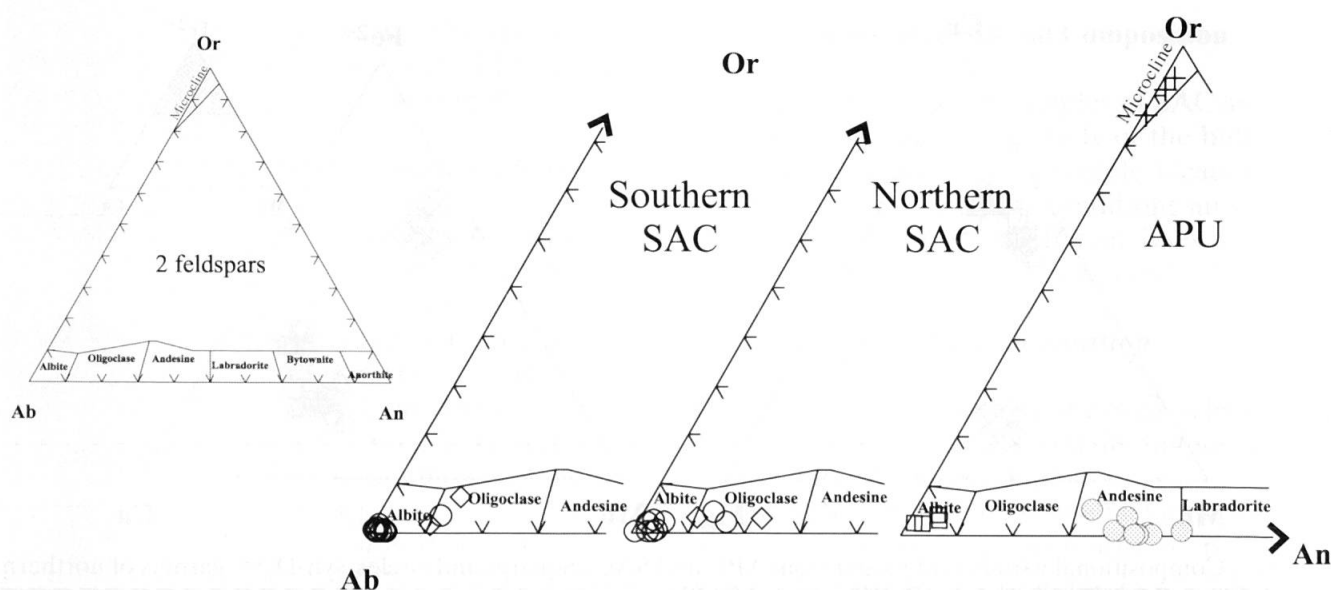 Or
Microcline
2 feldspars
Albite Oligoclase Andesine Labradorite Bytownite Anorthite
Ab An
Or
Southern
SAC
Albite Oligoclase Andesine
Ab
Northern
SAC
Albite Oligoclase Andesine
Or
Microcline
APU
Albite Oligoclase Andesine Labradorite
An